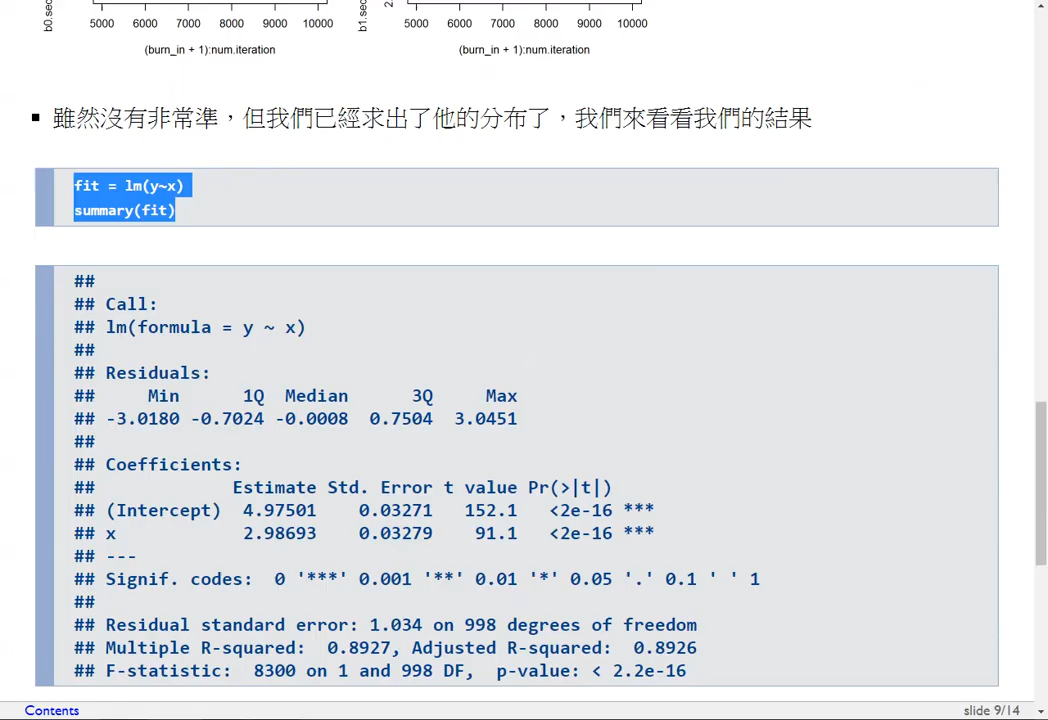 b0.sec
b1.sec
2.
5000 6000 7000 8000 9000 10000
5000 6000 7000 8000 9000 10000
(burn_in + 1):num.iteration
(burn_in + 1):num.iteration
▪ 雖然沒有非常準，但我們已經求出了他的分布了，我們來看看我們的結果
fit = lm(y~x)
summary(fit)
##
## Call:
## lm(formula = y ~ x)
##
## Residuals:
## Min 1Q Median 3Q Max
## -3.0180 -0.7024 -0.0008 0.7504 3.0451
##
## Coefficients:
## Estimate Std. Error t value Pr(>|t|)
## (Intercept) 4.97501 0.03271 152.1 <2e-16 ***
## x 2.98693 0.03279 91.1 <2e-16 ***
## ---
## Signif. codes: 0 '***' 0.001 '**' 0.01 '*' 0.05 '.' 0.1 ' ' 1
##
## Residual standard error: 1.034 on 998 degrees of freedom
## Multiple R-squared: 0.8927, Adjusted R-squared: 0.8926
## F-statistic: 8300 on 1 and 998 DF, p-value: < 2.2e-16
Contents
slide 9/14